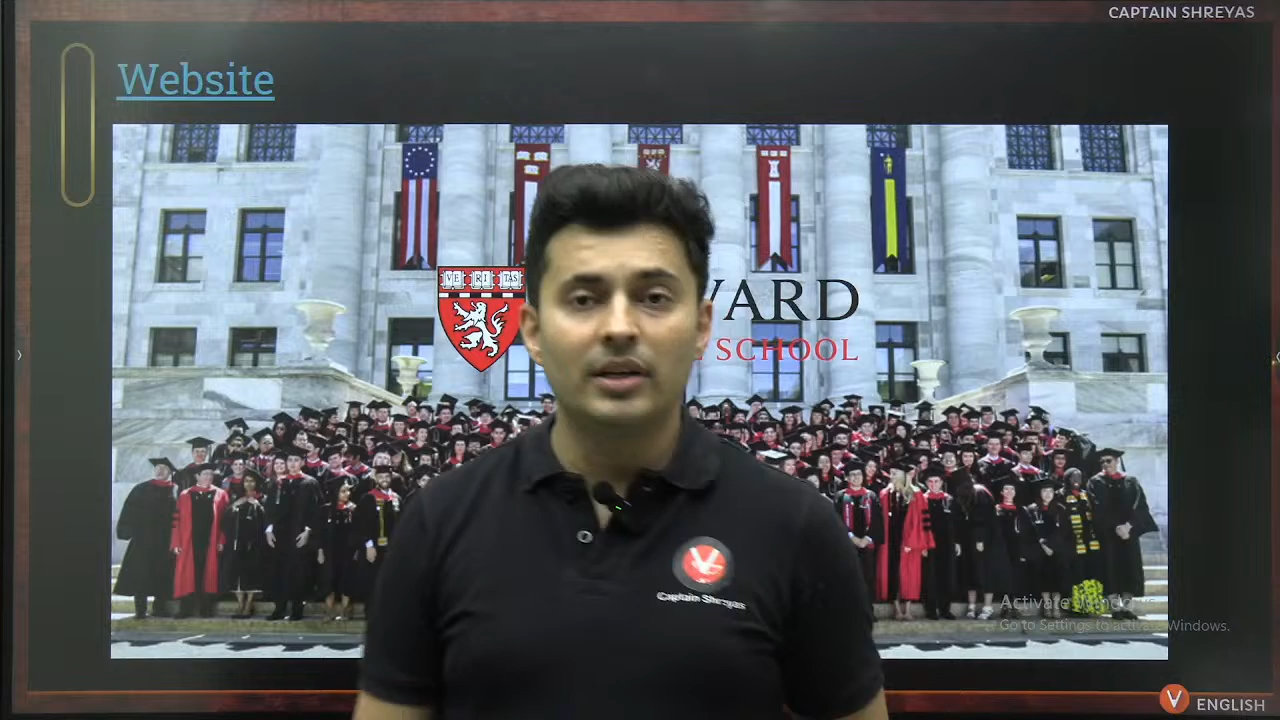 CAPTAIN SHREYAS
Website
VE RI TAS
VARD
SCHOOL
Captain Shreyas
Activate Windows
Go to Settings to activate Windows.
ENGLISH